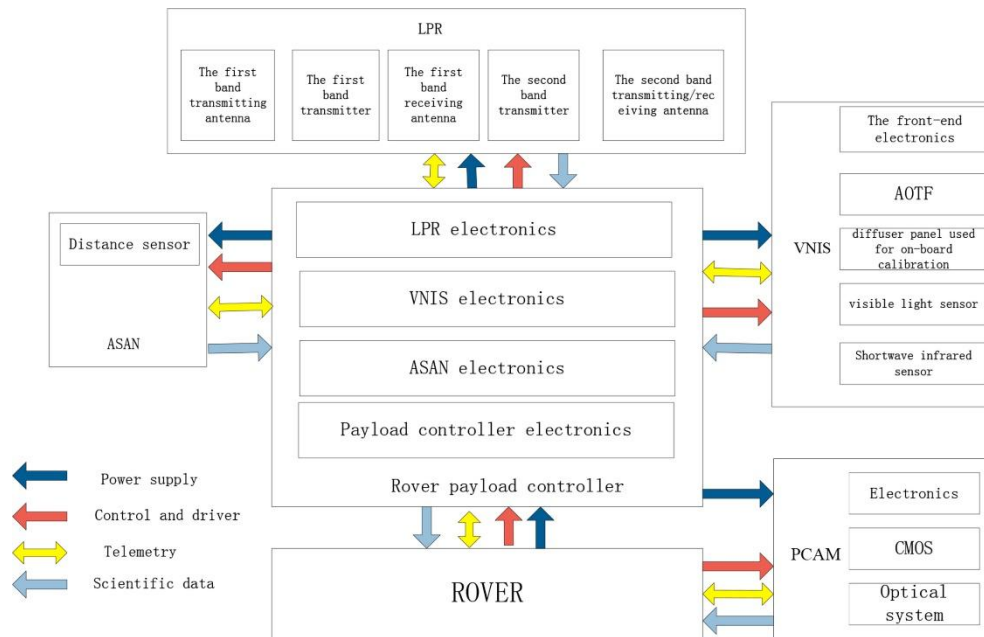 LPR
The first
band
transmitting
antenna
The first
band
transmitter
The first
band
receiving
antenna
The second
band
transmitter
The second band
transmitting/rec
eiving antenna
Distance sensor
ASAN
LPR electronics
VNIS electronics
ASAN electronics
Payload controller electronics
Rover payload controller
VNIS
The front-end
electronics
AOTF
diffuser panel used
for on-board
calibration
visible light sensor
Shortwave infrared
sensor
Power supply
Control and driver
Telemetry
Scientific data
ROVER
PCAM
Electronics
CMOS
Optical
system